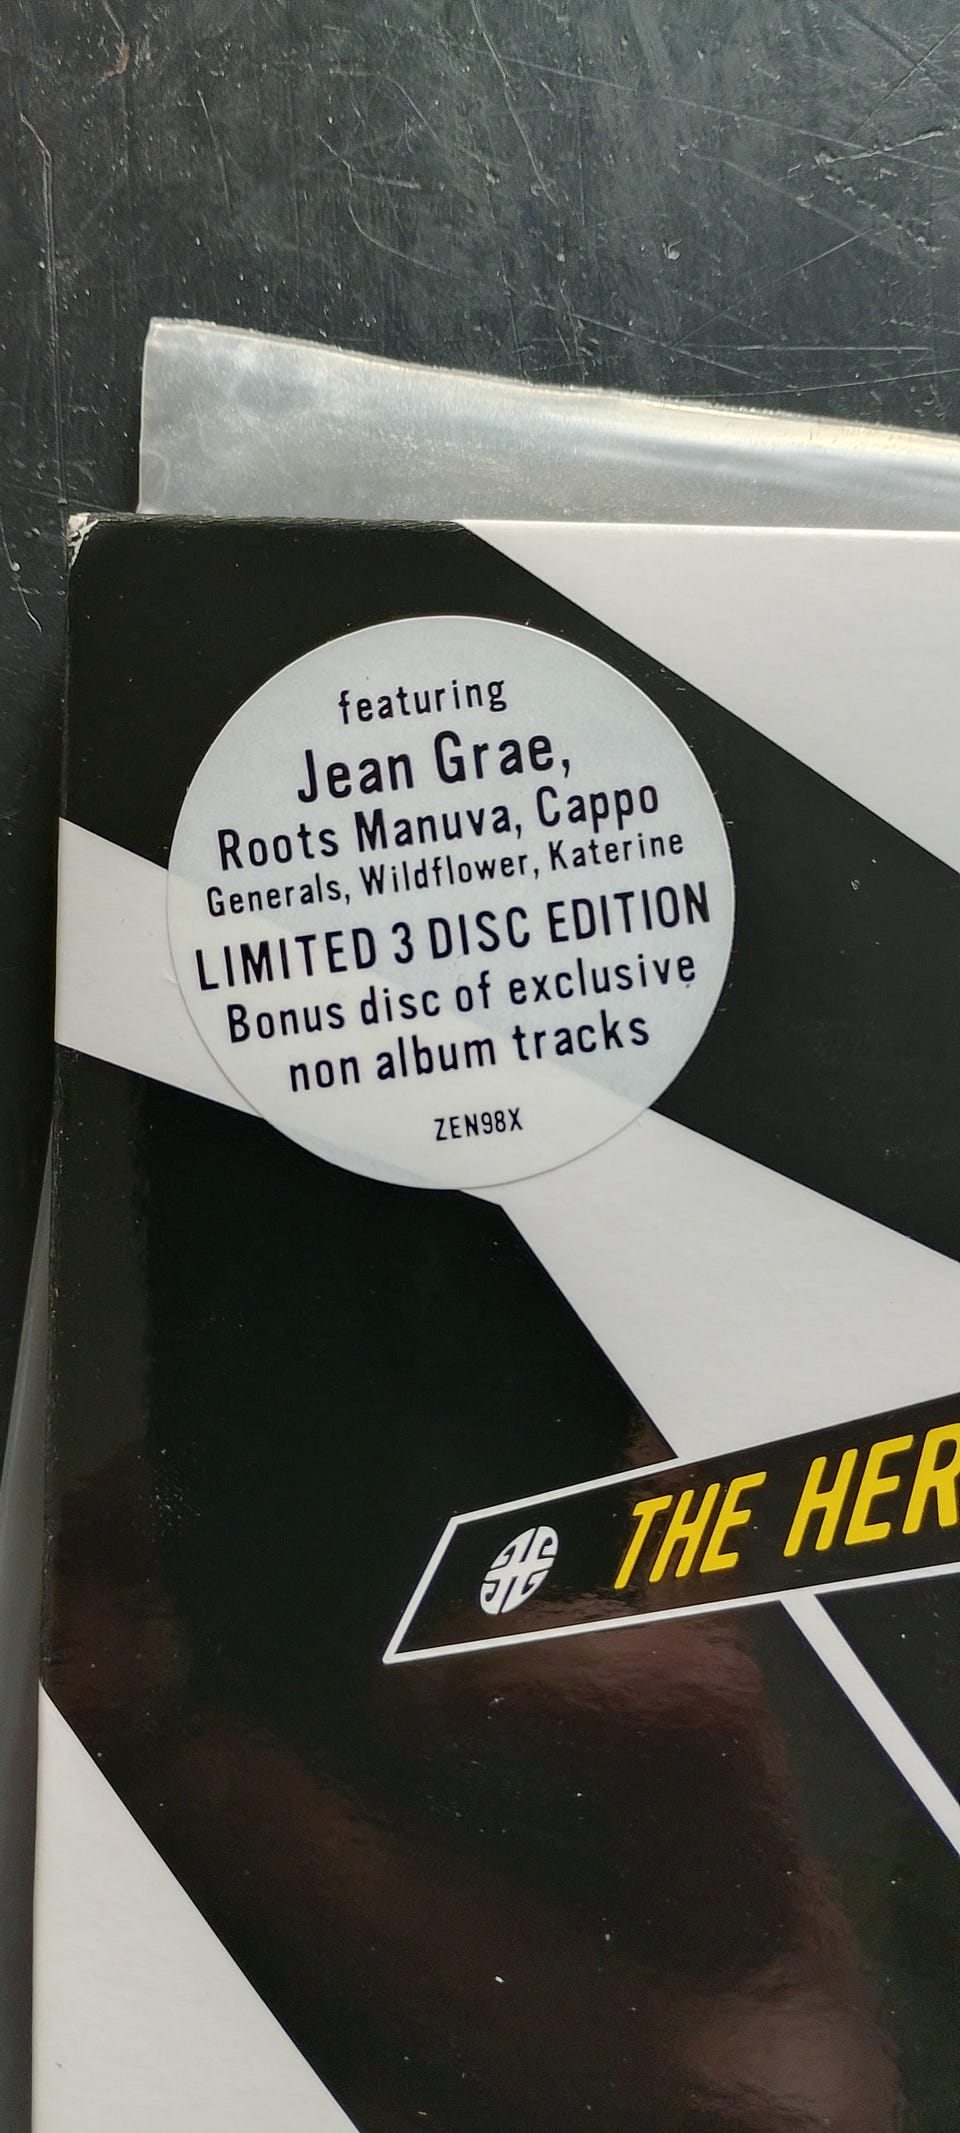 featuring
Jean Grae,
Roots Manuva, Cappo
Generals, Wildflower, Katerine
LIMITED 3 DISC EDITION
Bonus disc of exclusive
non album tracks
ZEN98X
THE HER